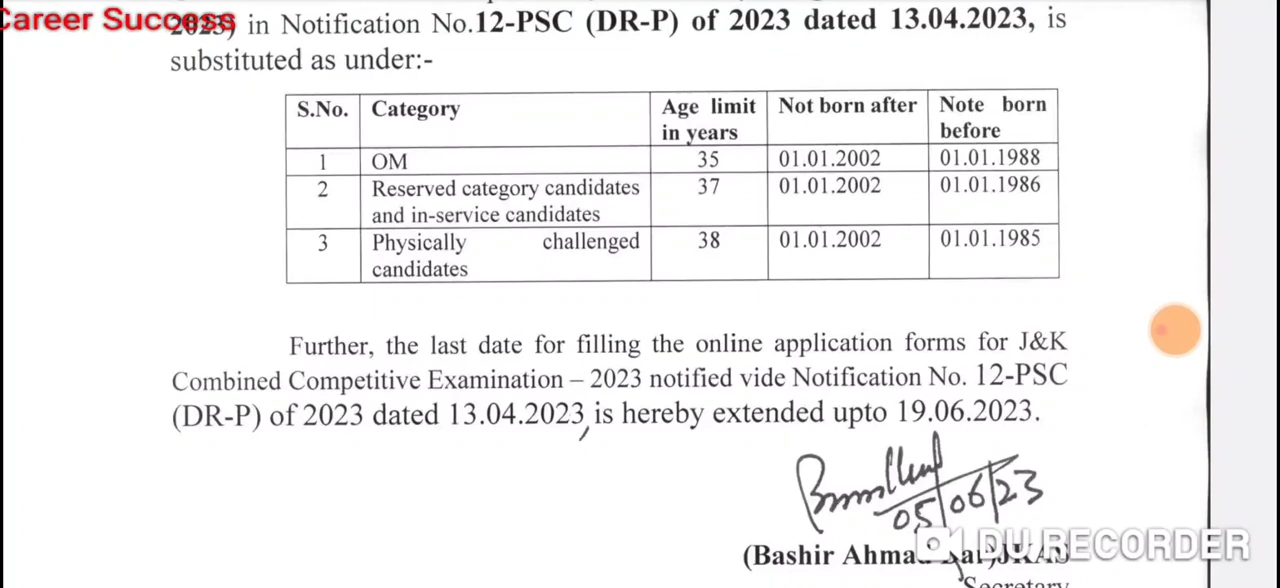 Career Success
2023) in Notification No.12-PSC (DR-P) of 2023 dated 13.04.2023, is
substituted as under:-
S.No. Category Age limit in years Not born after Note born before
1 OM 35 01.01.2002 01.01.1988
2 Reserved category candidates and in-service candidates 37 01.01.2002 01.01.1986
3 Physically challenged candidates 38 01.01.2002 01.01.1985
Further, the last date for filling the online application forms for J&K
Combined Competitive Examination – 2023 notified vide Notification No. 12-PSC
(DR-P) of 2023 dated 13.04.2023, is hereby extended upto 19.06.2023.
05/06/23
(Bashir Ahmad Dar)JKAS
DU RECORDER
Secretary